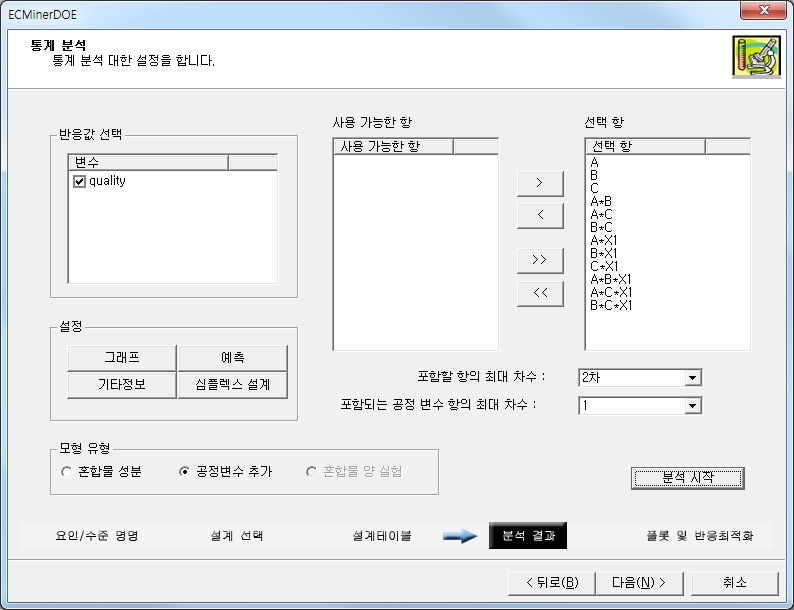 ECMinerDOE
통계 분석
통계 분석 대한 설정을 합니다.
반응값 선택
변수
quality
사용 가능한 항
사용 가능한 항
>
<
>>
<<
선택 항
선택 항
A
B
C
A*B
A*C
B*C
A*X1
B*X1
C*X1
A*B*X1
A*C*X1
B*C*X1
설정
그래프
예측
기타정보
심플렉스 설계
포함할 항의 최대 차수 :
2차
포함되는 공정 변수 항의 최대 차수 :
1
모형 유형
혼합물 성분
공정변수 추가
혼합물 양 실험
분석 시작
요인/수준 명명
설계 선택
설계테이블
분석 결과
플롯 및 반응최적화
< 뒤로(B)
다음(N) >
취소